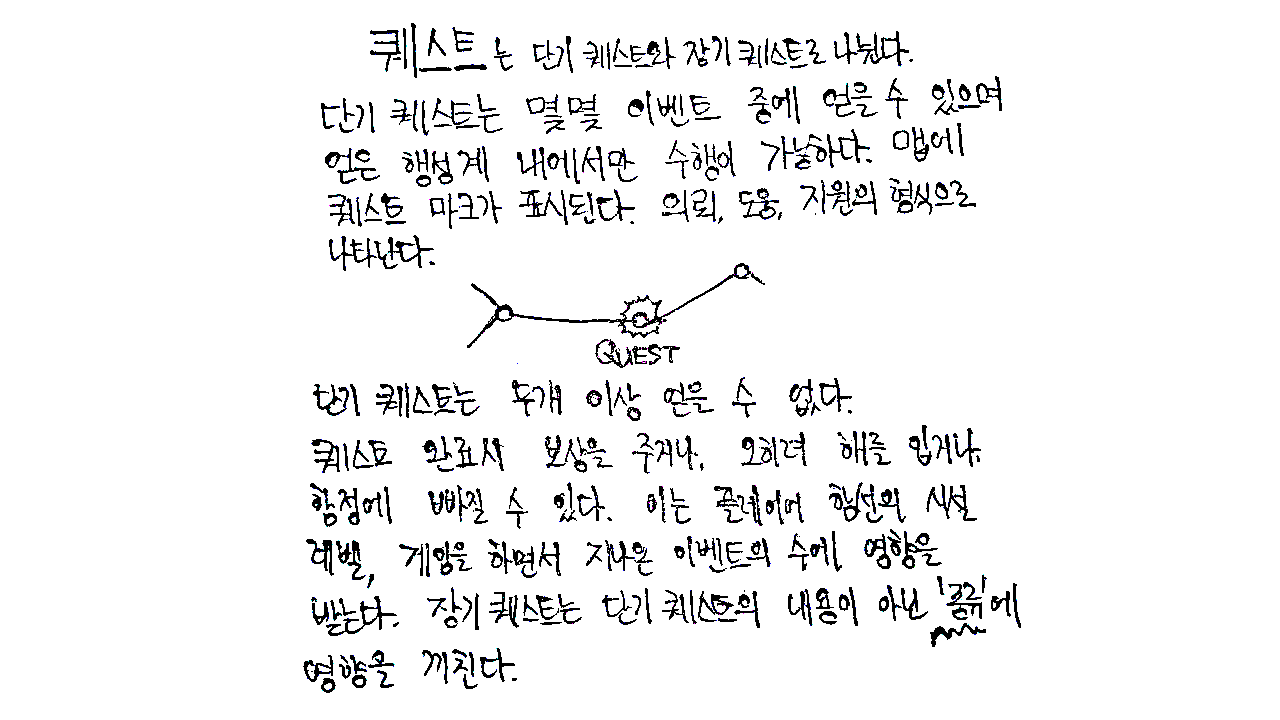 퀘스트는 단기 퀘스트와 장기 퀘스트로 나뉜다.
단기 퀘스트는 몇몇 이벤트 중에 얻을 수 있으며
얻은 행성계 내에서만 수행이 가능하다. 맵에
퀘스트 마크가 표시된다. 의뢰, 도움, 지원의 형식으로
나타난다.
QUEST
단기 퀘스트는 두개 이상 얻을 수 없다.
퀘스트 완료시 보상을 주거나, 오히려 해를 입거나,
함정에 빠질 수 있다. 이는 플레이어 함선의 시설
레벨, 게임을 하면서 지나온 이벤트의 수에 영향을
받는다. 장기 퀘스트는 단기 퀘스트의 내용이 아닌 '종류'에
영향을 끼친다.